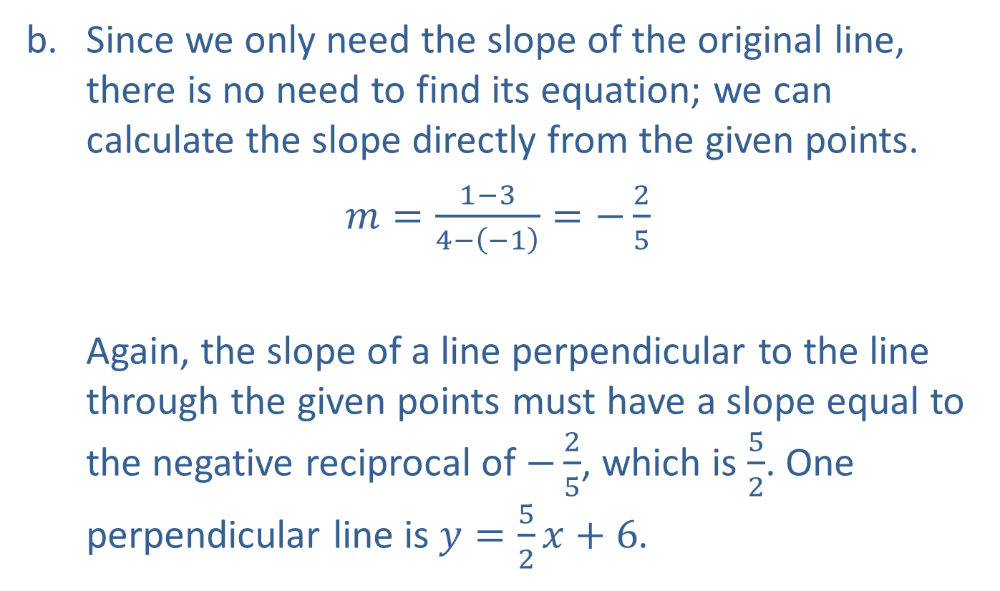 b. Since we only need the slope of the original line,
there is no need to find its equation; we can
calculate the slope directly from the given points.
m = \frac{1-3}{4-(-1)} = -\frac{2}{5}
Again, the slope of a line perpendicular to the line
through the given points must have a slope equal to
the negative reciprocal of -\frac{2}{5}, which is \frac{5}{2}. One
perpendicular line is y = \frac{5}{2}x + 6.